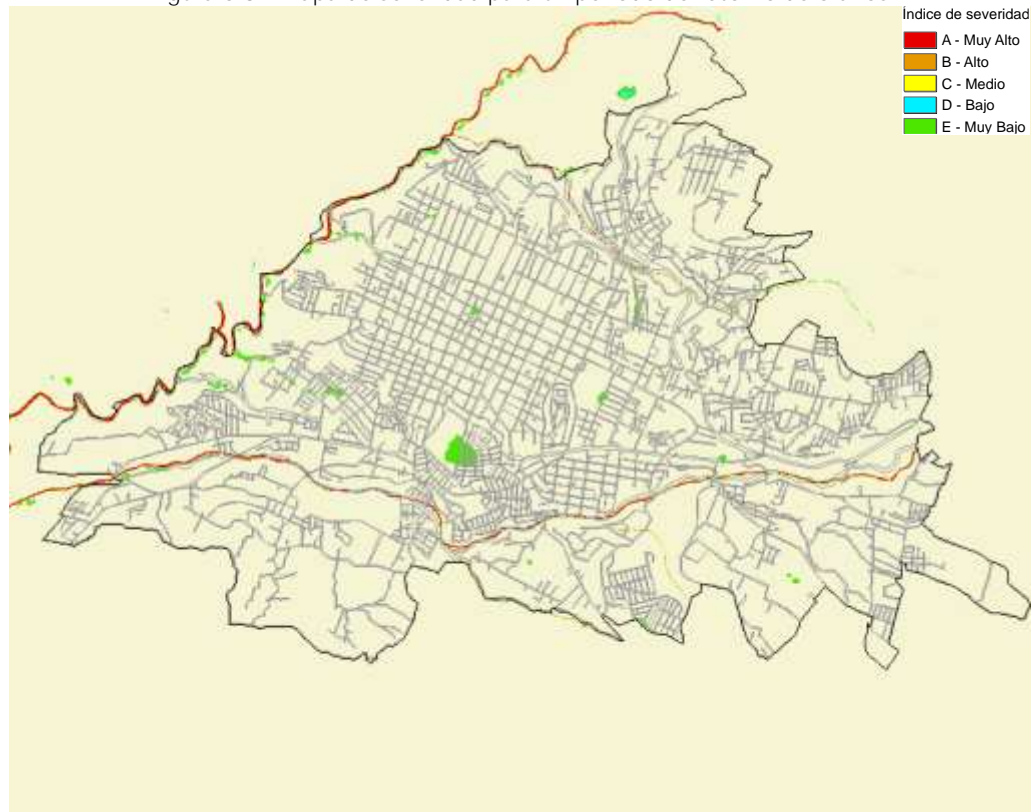 Índice de severidad
A - Muy Alto
B - Alto
C - Medio
D - Bajo
E - Muy Bajo